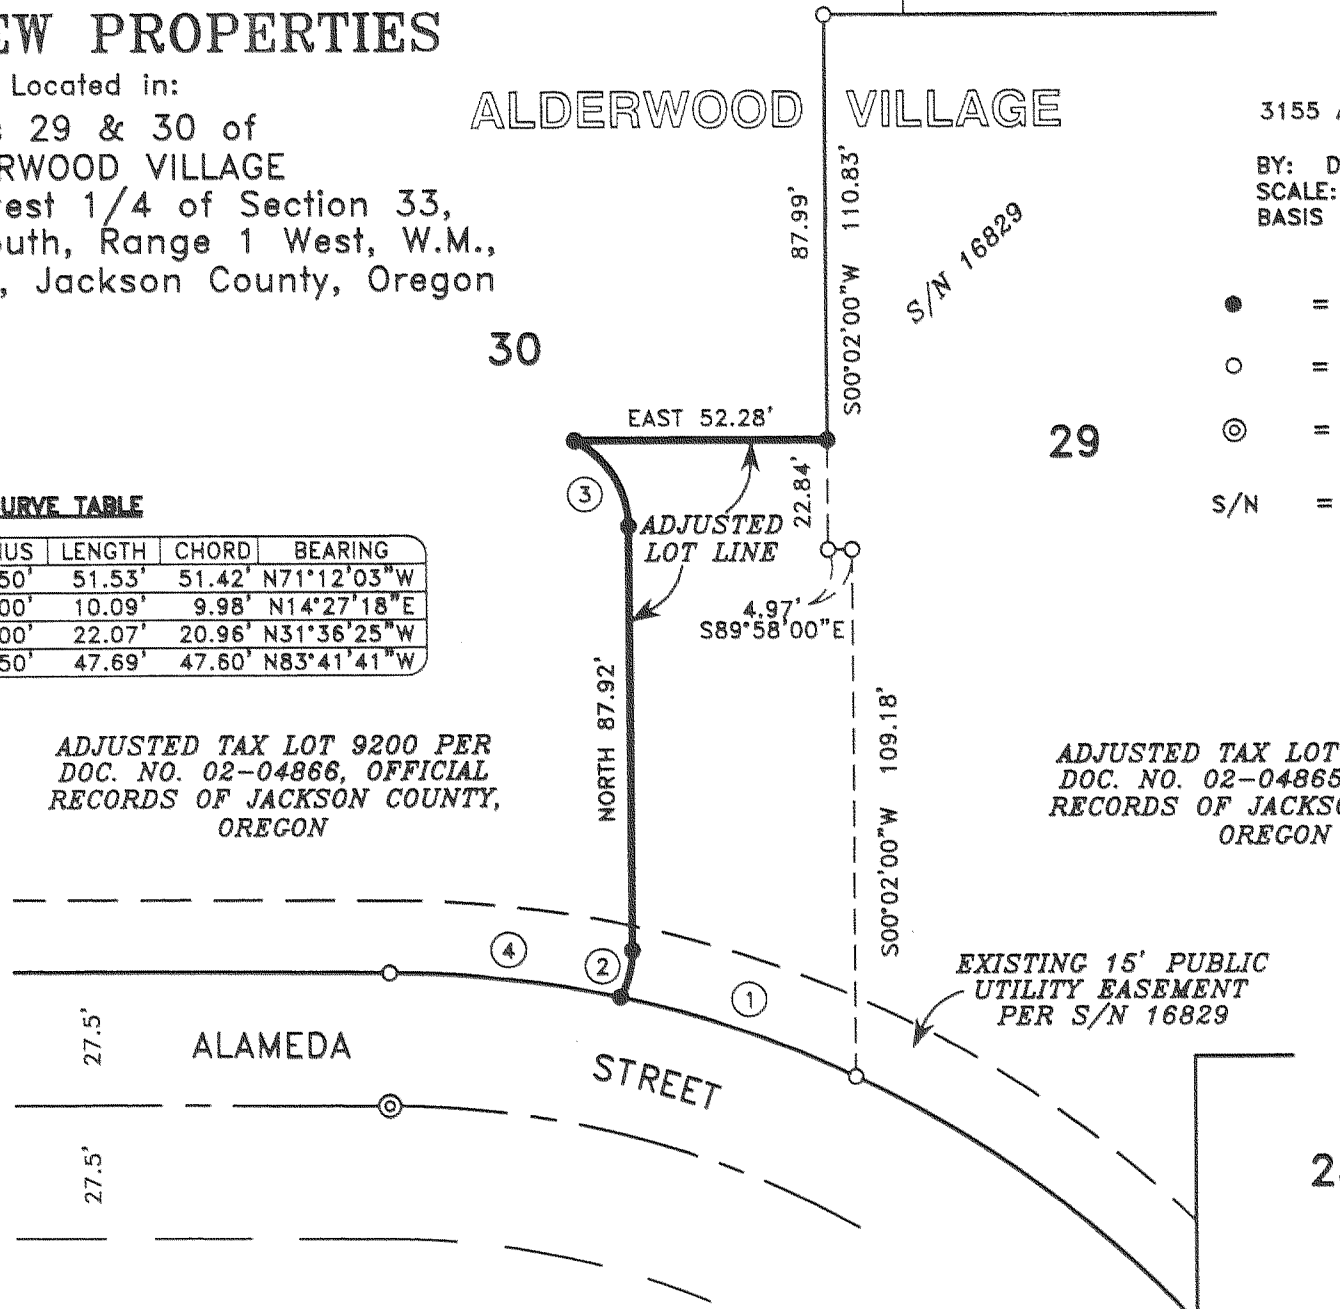 EW PROPERTIES
Located in:
29 & 30 of
RWOOD VILLAGE
est 1/4 of Section 33,
outh, Range 1 West, W.M.,
, Jackson County, Oregon
ALDERWOOD VILLAGE
3155
BY: D
SCALE:
BASIS
87.99'
S00°02'00"W 110.83'
S/N 16829
30
EAST 52.28'
29
=
=
=
S/N =
3
22.84'
ADJUSTED
LOT LINE
4.97'
S89°58'00"E
URVE TABLE
IUS LENGTH CHORD BEARING
50' 51.53' 51.42' N71°12'03"W
00' 10.09' 9.98' N14°27'18"E
00' 22.07' 20.96' N31°36'25"W
50' 47.69' 47.60' N83°41'41"W
NORTH 87.92'
S00°02'00"W 109.18'
ADJUSTED TAX LOT 9200 PER
DOC. NO. 02-04866, OFFICIAL
RECORDS OF JACKSON COUNTY,
OREGON
ADJUSTED TAX LOT
DOC. NO. 02-04865
RECORDS OF JACKSO
OREGON
4
2
1
EXISTING 15' PUBLIC
UTILITY EASEMENT
PER S/N 16829
27.5'
ALAMEDA
STREET
27.5'
2